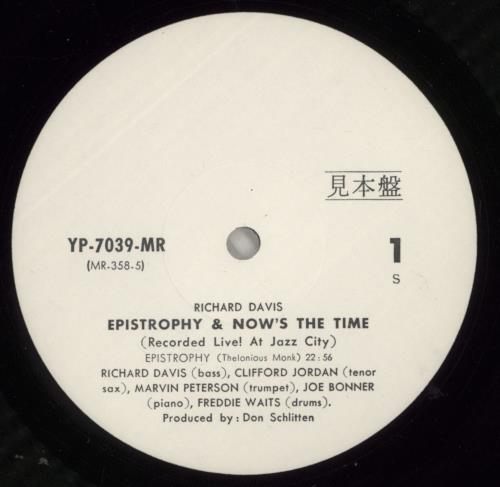 見本盤
YP-7039-MR
1
(MR-358-5)
S
RICHARD DAVIS
EPISTROPHY & NOW'S THE TIME
(Recorded Live! At Jazz City)
EPISTROPHY (Thelonious Monk) 22:56
RICHARD DAVIS (bass), CLIFFORD JORDAN (tenor
sax), MARVIN PETERSON (trumpet), JOE BONNER
(piano), FREDDIE WAITS (drums).
Produced by: Don Schlitten